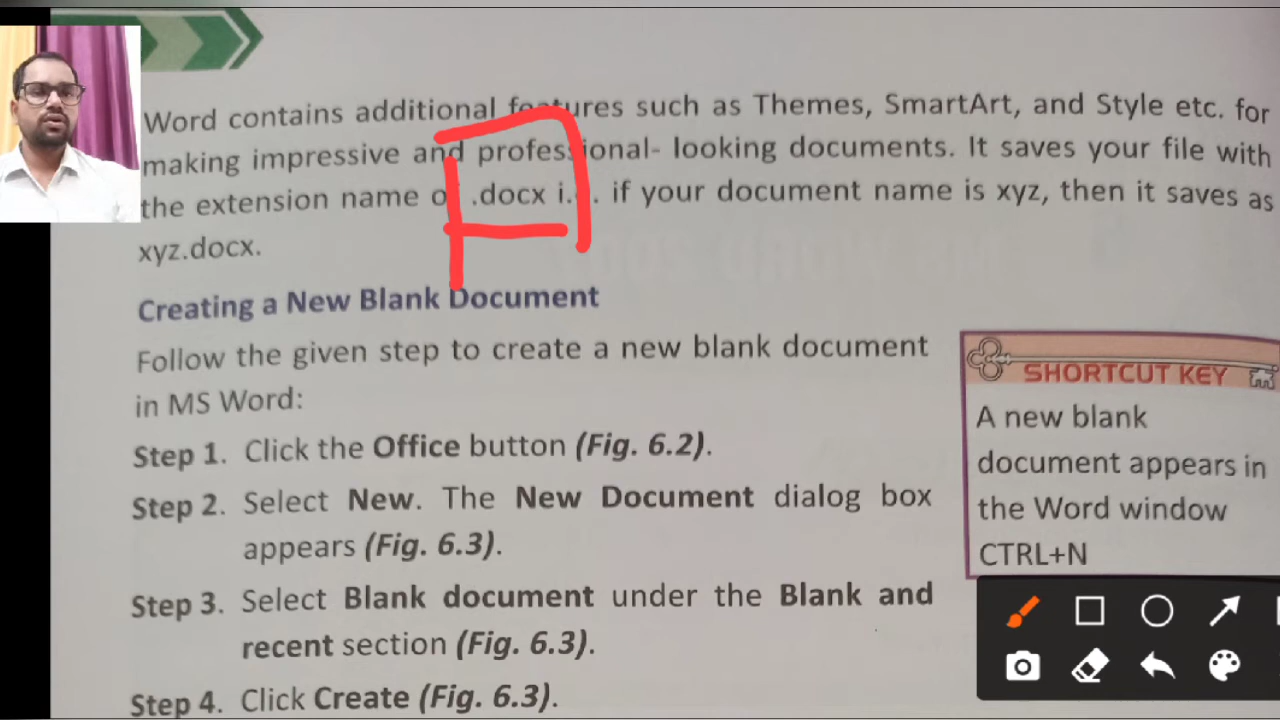 Word contains additional features such as Themes, SmartArt, and Style etc. for
making impressive and professional- looking documents. It saves your file with
the extension name of .docx i.e. if your document name is xyz, then it saves as
xyz.docx.
Creating a New Blank Document
Follow the given step to create a new blank document
in MS Word:
Step 1. Click the Office button (Fig. 6.2).
Step 2. Select New. The New Document dialog box
appears (Fig. 6.3).
Step 3. Select Blank document under the Blank and
recent section (Fig. 6.3).
Step 4. Click Create (Fig. 6.3).
SHORTCUT KEY
A new blank
document appears in
the Word window
CTRL+N